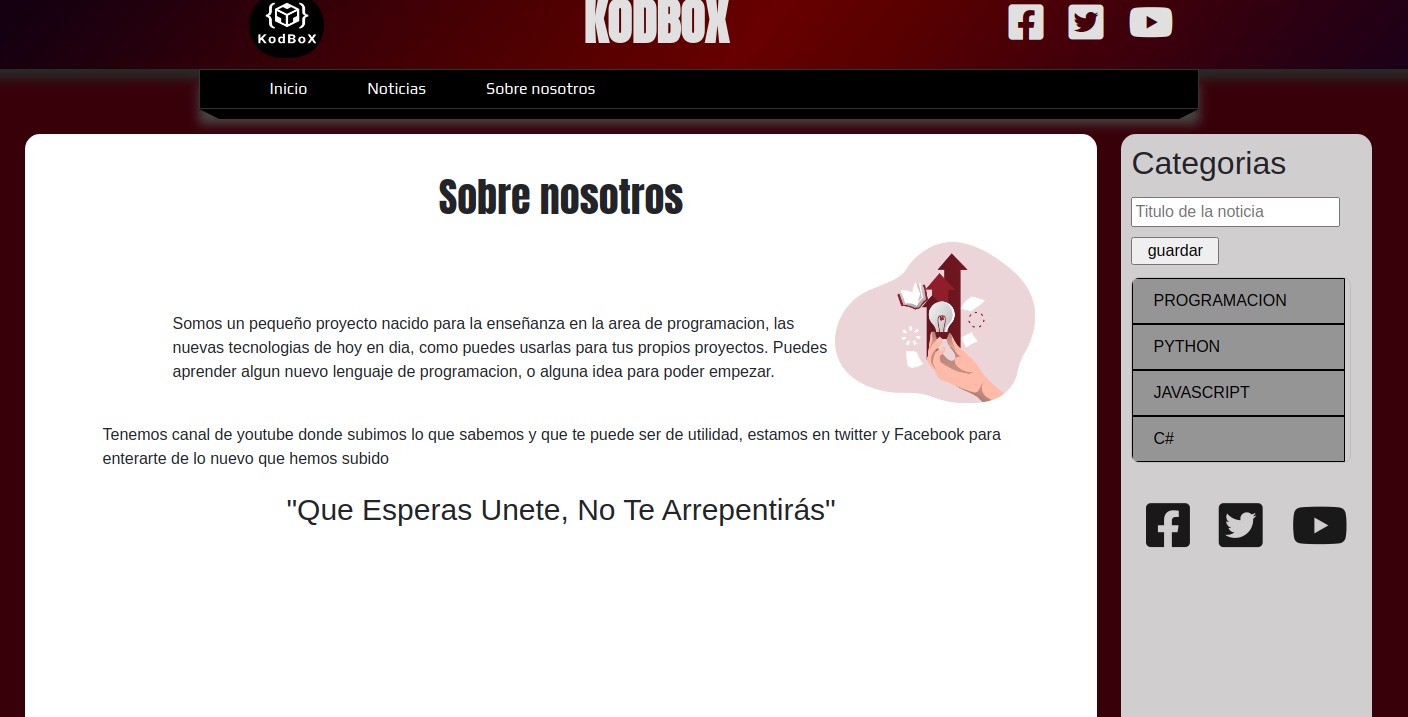 KodBoX
KODBOX
Inicio
Noticias
Sobre nosotros
Sobre nosotros
Somos un pequeño proyecto nacido para la enseñanza en la area de programacion, las
nuevas tecnologias de hoy en dia, como puedes usarlas para tus propios proyectos. Puedes
aprender algun nuevo lenguaje de programacion, o alguna idea para poder empezar.
Tenemos canal de youtube donde subimos lo que sabemos y que te puede ser de utilidad, estamos en twitter y Facebook para
enterarte de lo nuevo que hemos subido
"Que Esperas Unete, No Te Arrepentirás"
Categorias
Titulo de la noticia
guardar
PROGRAMACION
PYTHON
JAVASCRIPT
C#